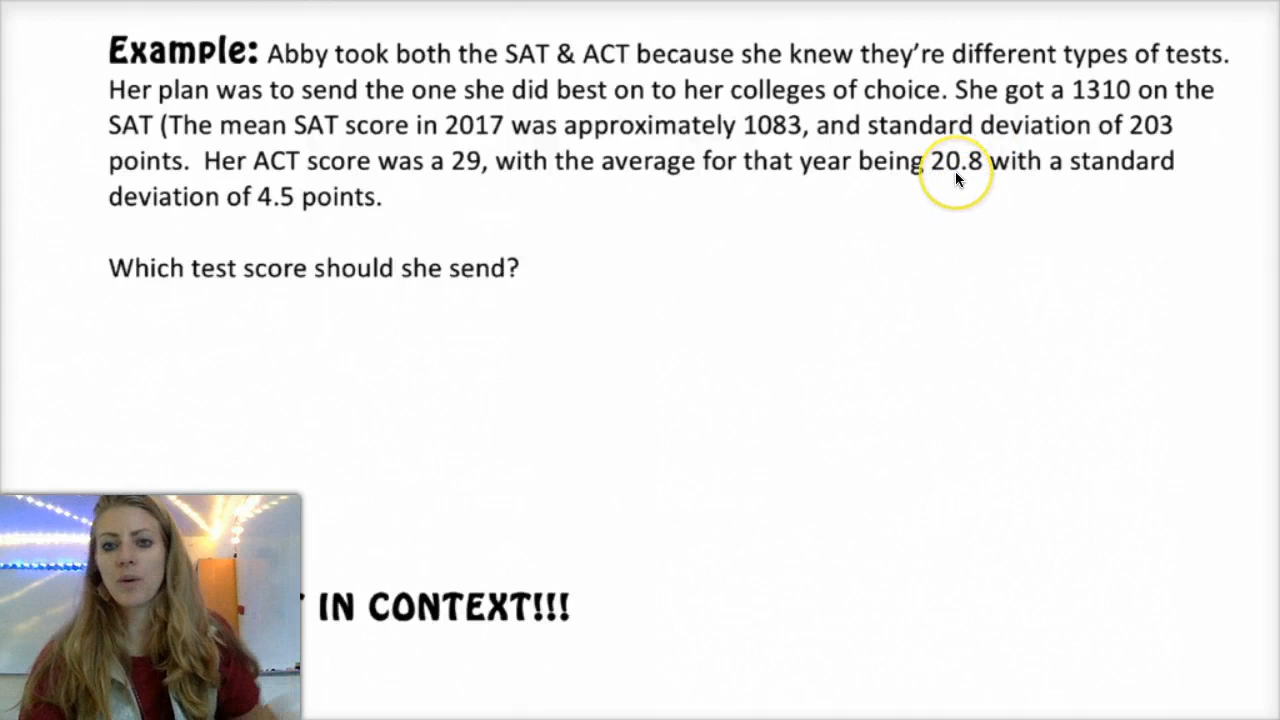 Example: Abby took both the SAT & ACT because she knew they’re different types of tests.
Her plan was to send the one she did best on to her colleges of choice. She got a 1310 on the
SAT (The mean SAT score in 2017 was approximately 1083, and standard deviation of 203
points.  Her ACT score was a 29, with the average for that year being 20.8 with a standard
deviation of 4.5 points.
Which test score should she send?
IN CONTEXT!!!